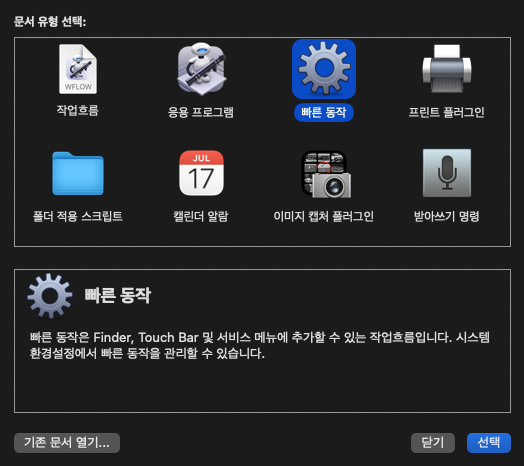 문서 유형 선택:
WFLOW
작업흐름
응용 프로그램
빠른 동작
프린트 플러그인
JUL
17
폴더 적용 스크립트
캘린더 알람
이미지 캡처 플러그인
받아쓰기 명령
빠른 동작
빠른 동작은 Finder, Touch Bar 및 서비스 메뉴에 추가할 수 있는 작업흐름입니다. 시스템
환경설정에서 빠른 동작을 관리할 수 있습니다.
기존 문서 열기...
닫기
선택